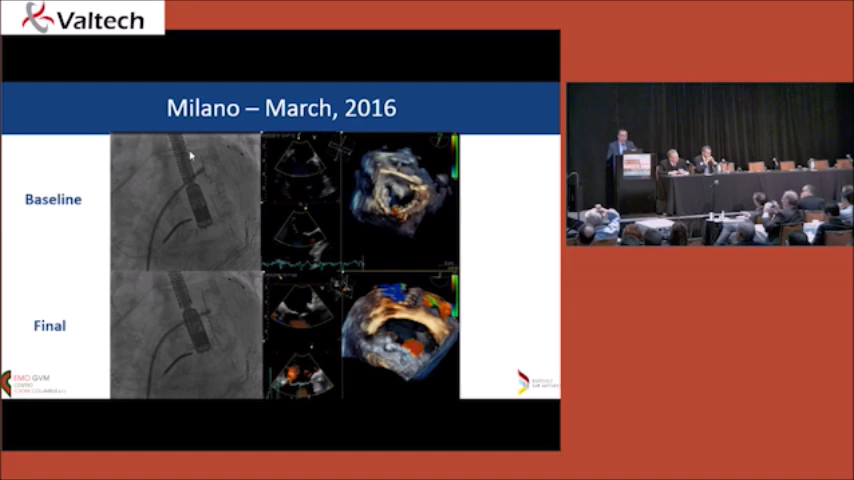 Valtech
Milano – March, 2016
Baseline
Final
EMO GVM
CENTRO
CUORE COLUMBUS